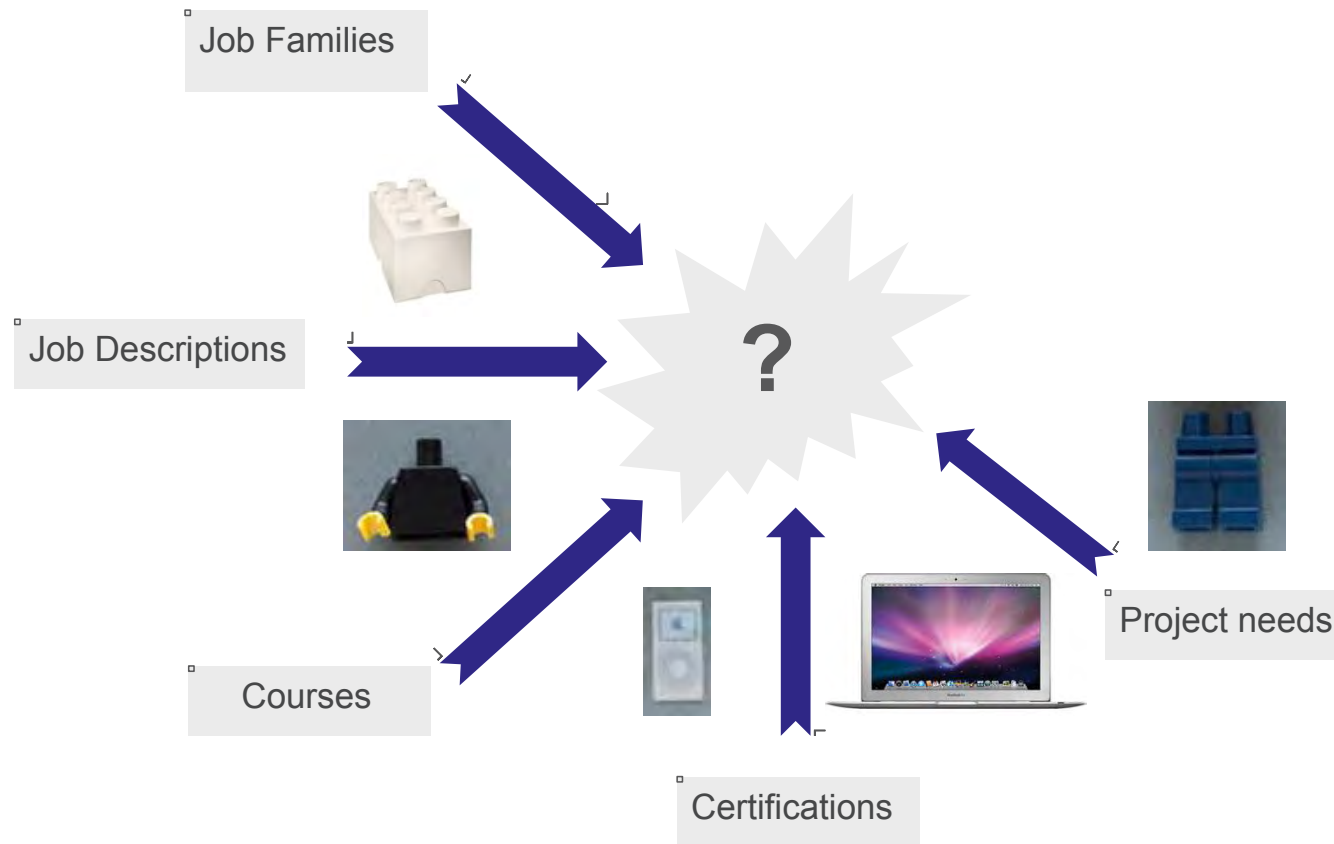 Job Families
Job Descriptions
?
Project needs
Courses
Certifications